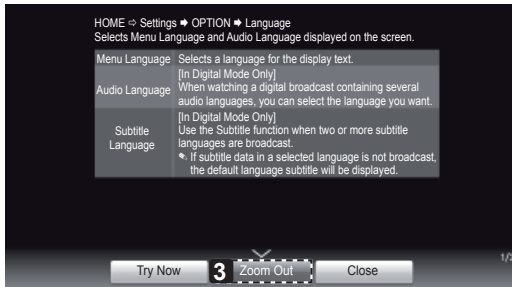 HOME ⇨ Settings ➡ OPTION ➡ Language
Selects Menu Language and Audio Language displayed on the screen.
Menu Language Selects a language for the display text.
Audio Language [In Digital Mode Only]
When watching a digital broadcast containing several
audio languages, you can select the language you want.
Subtitle Language [In Digital Mode Only]
Use the Subtitle function when two or more subtitle
languages are broadcast.
If subtitle data in a selected language is not broadcast,
the default language subtitle will be displayed.
1/2
Try Now 3 Zoom Out Close